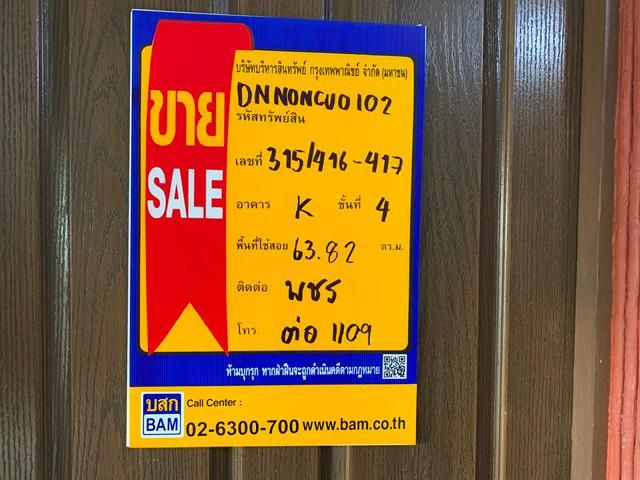 บริษัทบริหารสินทรัพย์ กรุงเทพพาณิชย์ จำกัด (มหาชน)
ขาย
SALE
DNNONCU0102
รหัสทรัพย์สิน
เลขที่ 315/416-417
อาคาร K ชั้นที่ 4
พื้นที่ใช้สอย 63.82 ตร.ม.
ติดต่อ พชร
โทร. ต่อ 1109
ห้ามบุกรุก หากฝ่าฝืนจะถูกดำเนินคดีตามกฎหมาย
บสก
BAM
Call Center :
02-6300-700 www.bam.co.th